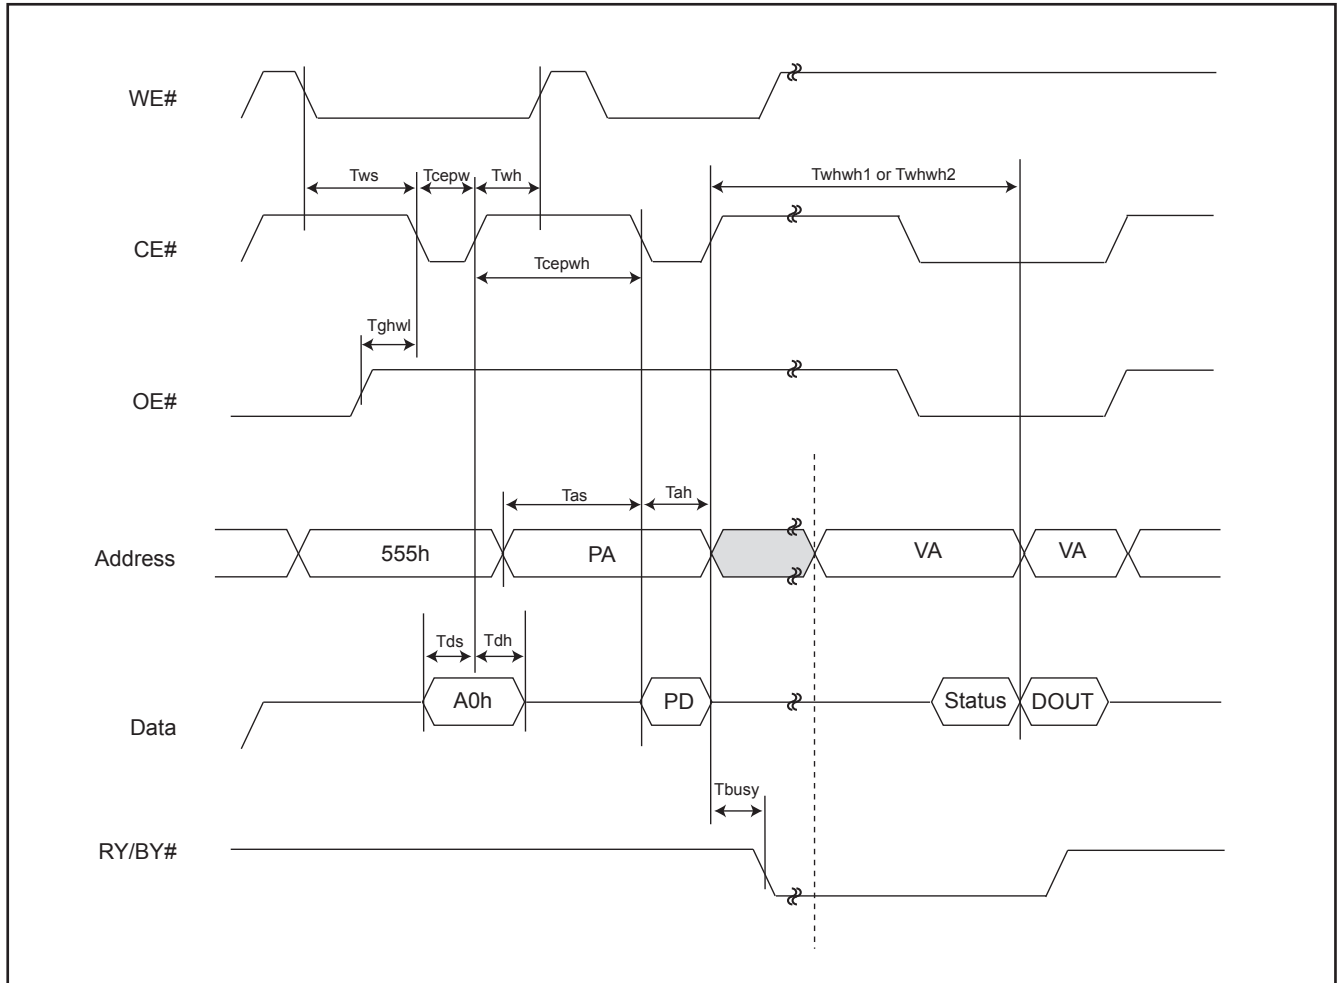 WE#
Tws Tcepw Twh Twhwh1 or Twhwh2
CE#
Tcepwh
Tghwl
OE#
Tas Tah
Address 555h PA VA VA
Tds Tdh
Data A0h PD Status DOUT
Tbusy
RY/BY#